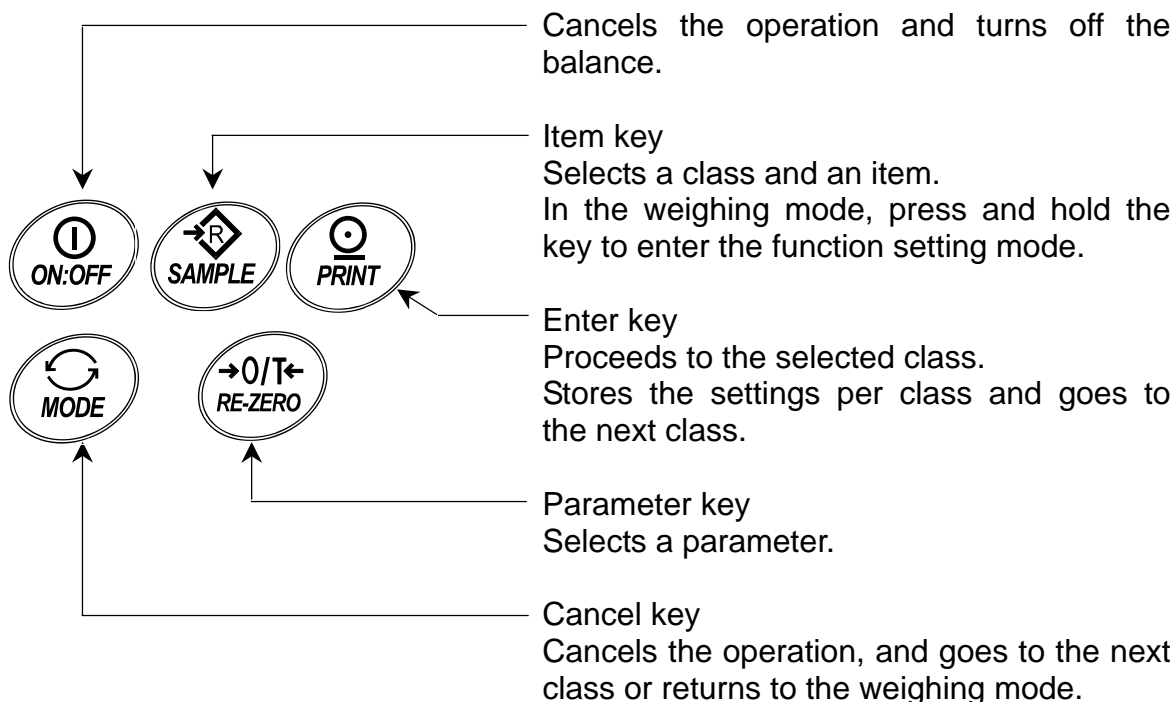 Cancels the operation and turns off the
balance.
Item key
Selects a class and an item.
In the weighing mode, press and hold the
key to enter the function setting mode.
ON:OFF
R
SAMPLE
PRINT
Enter key
Proceeds to the selected class.
Stores the settings per class and goes to
the next class.
MODE
→0/T←
RE-ZERO
Parameter key
Selects a parameter.
Cancel key
Cancels the operation, and goes to the next
class or returns to the weighing mode.